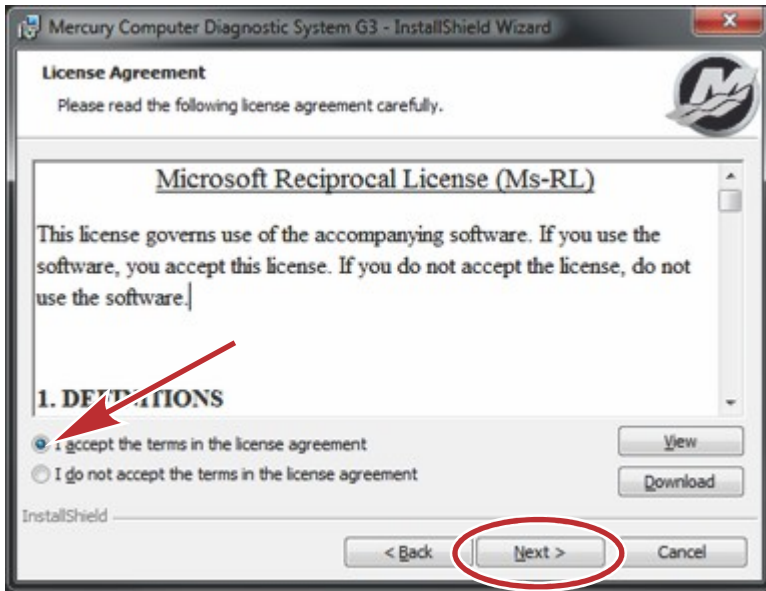 Mercury Computer Diagnostic System G3 - InstallShield Wizard
License Agreement
Please read the following license agreement carefully.
Microsoft Reciprocal License (Ms-RL)
This license governs use of the accompanying software. If you use the
software, you accept this license. If you do not accept the license, do not
use the software.
1. DEFINITIONS
I accept the terms in the license agreement
View
I do not accept the terms in the license agreement
Download
InstallShield
< Back
Next >
Cancel